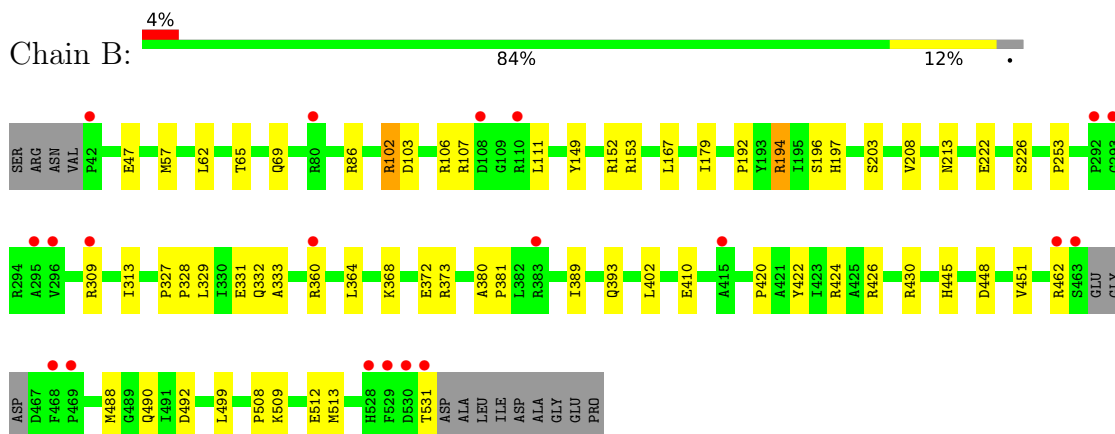 4%
Chain B:
84% 12% •
SER ARG ASN VAL P42 E47 M57 L62 T65 Q69 R80 R86 R102 D103 R106 R107 D108 G109 R110 L111 Y149 R152 R153 L167 I179 P192 Y193 R194 I195 S196 H197 S203 V208 N213 E222 S226 P253 P292 G293
R294 A295 V296 R309 I313 P327 P328 L329 I330 E331 Q332 A333 R360 L364 K368 E372 R373 A380 P381 L382 R383 I389 Q393 L402 E410 A415 P420 A421 Y422 I423 R424 A425 R426 R430 H445 D448 V451 R462 S463 GLU GLY
ASP D467 F468 P469 M488 G489 Q490 I491 D492 L499 P508 K509 E512 M513 H528 F529 D530 T531 ASP ALA LEU ILE ASP ALA GLY GLU PRO